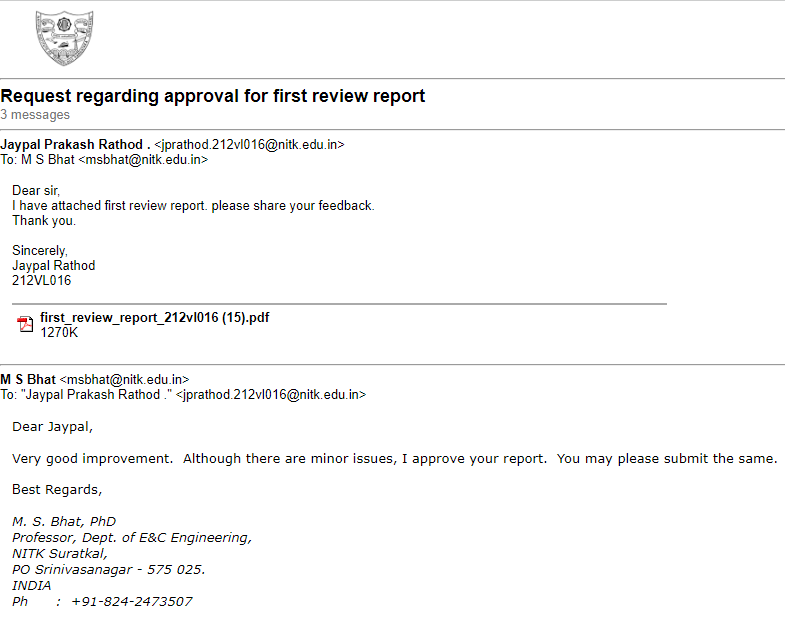 Request regarding approval for first review report
3 messages
Jaypal Prakash Rathod . <jprathod.212vl016@nitk.edu.in>
To: M S Bhat <msbhat@nitk.edu.in>
Dear sir,
I have attached first review report. please share your feedback.
Thank you.
Sincerely,
Jaypal Rathod
212VL016
first_review_report_212vl016 (15).pdf
1270K
M S Bhat <msbhat@nitk.edu.in>
To: "Jaypal Prakash Rathod ." <jprathod.212vl016@nitk.edu.in>
Dear Jaypal,
Very good improvement.  Although there are minor issues, I approve your report.  You may please submit the same.
Best Regards,
M. S. Bhat, PhD
Professor, Dept. of E&C Engineering,
NITK Suratkal,
PO Srinivasanagar - 575 025.
INDIA
Ph    :  +91-824-2473507